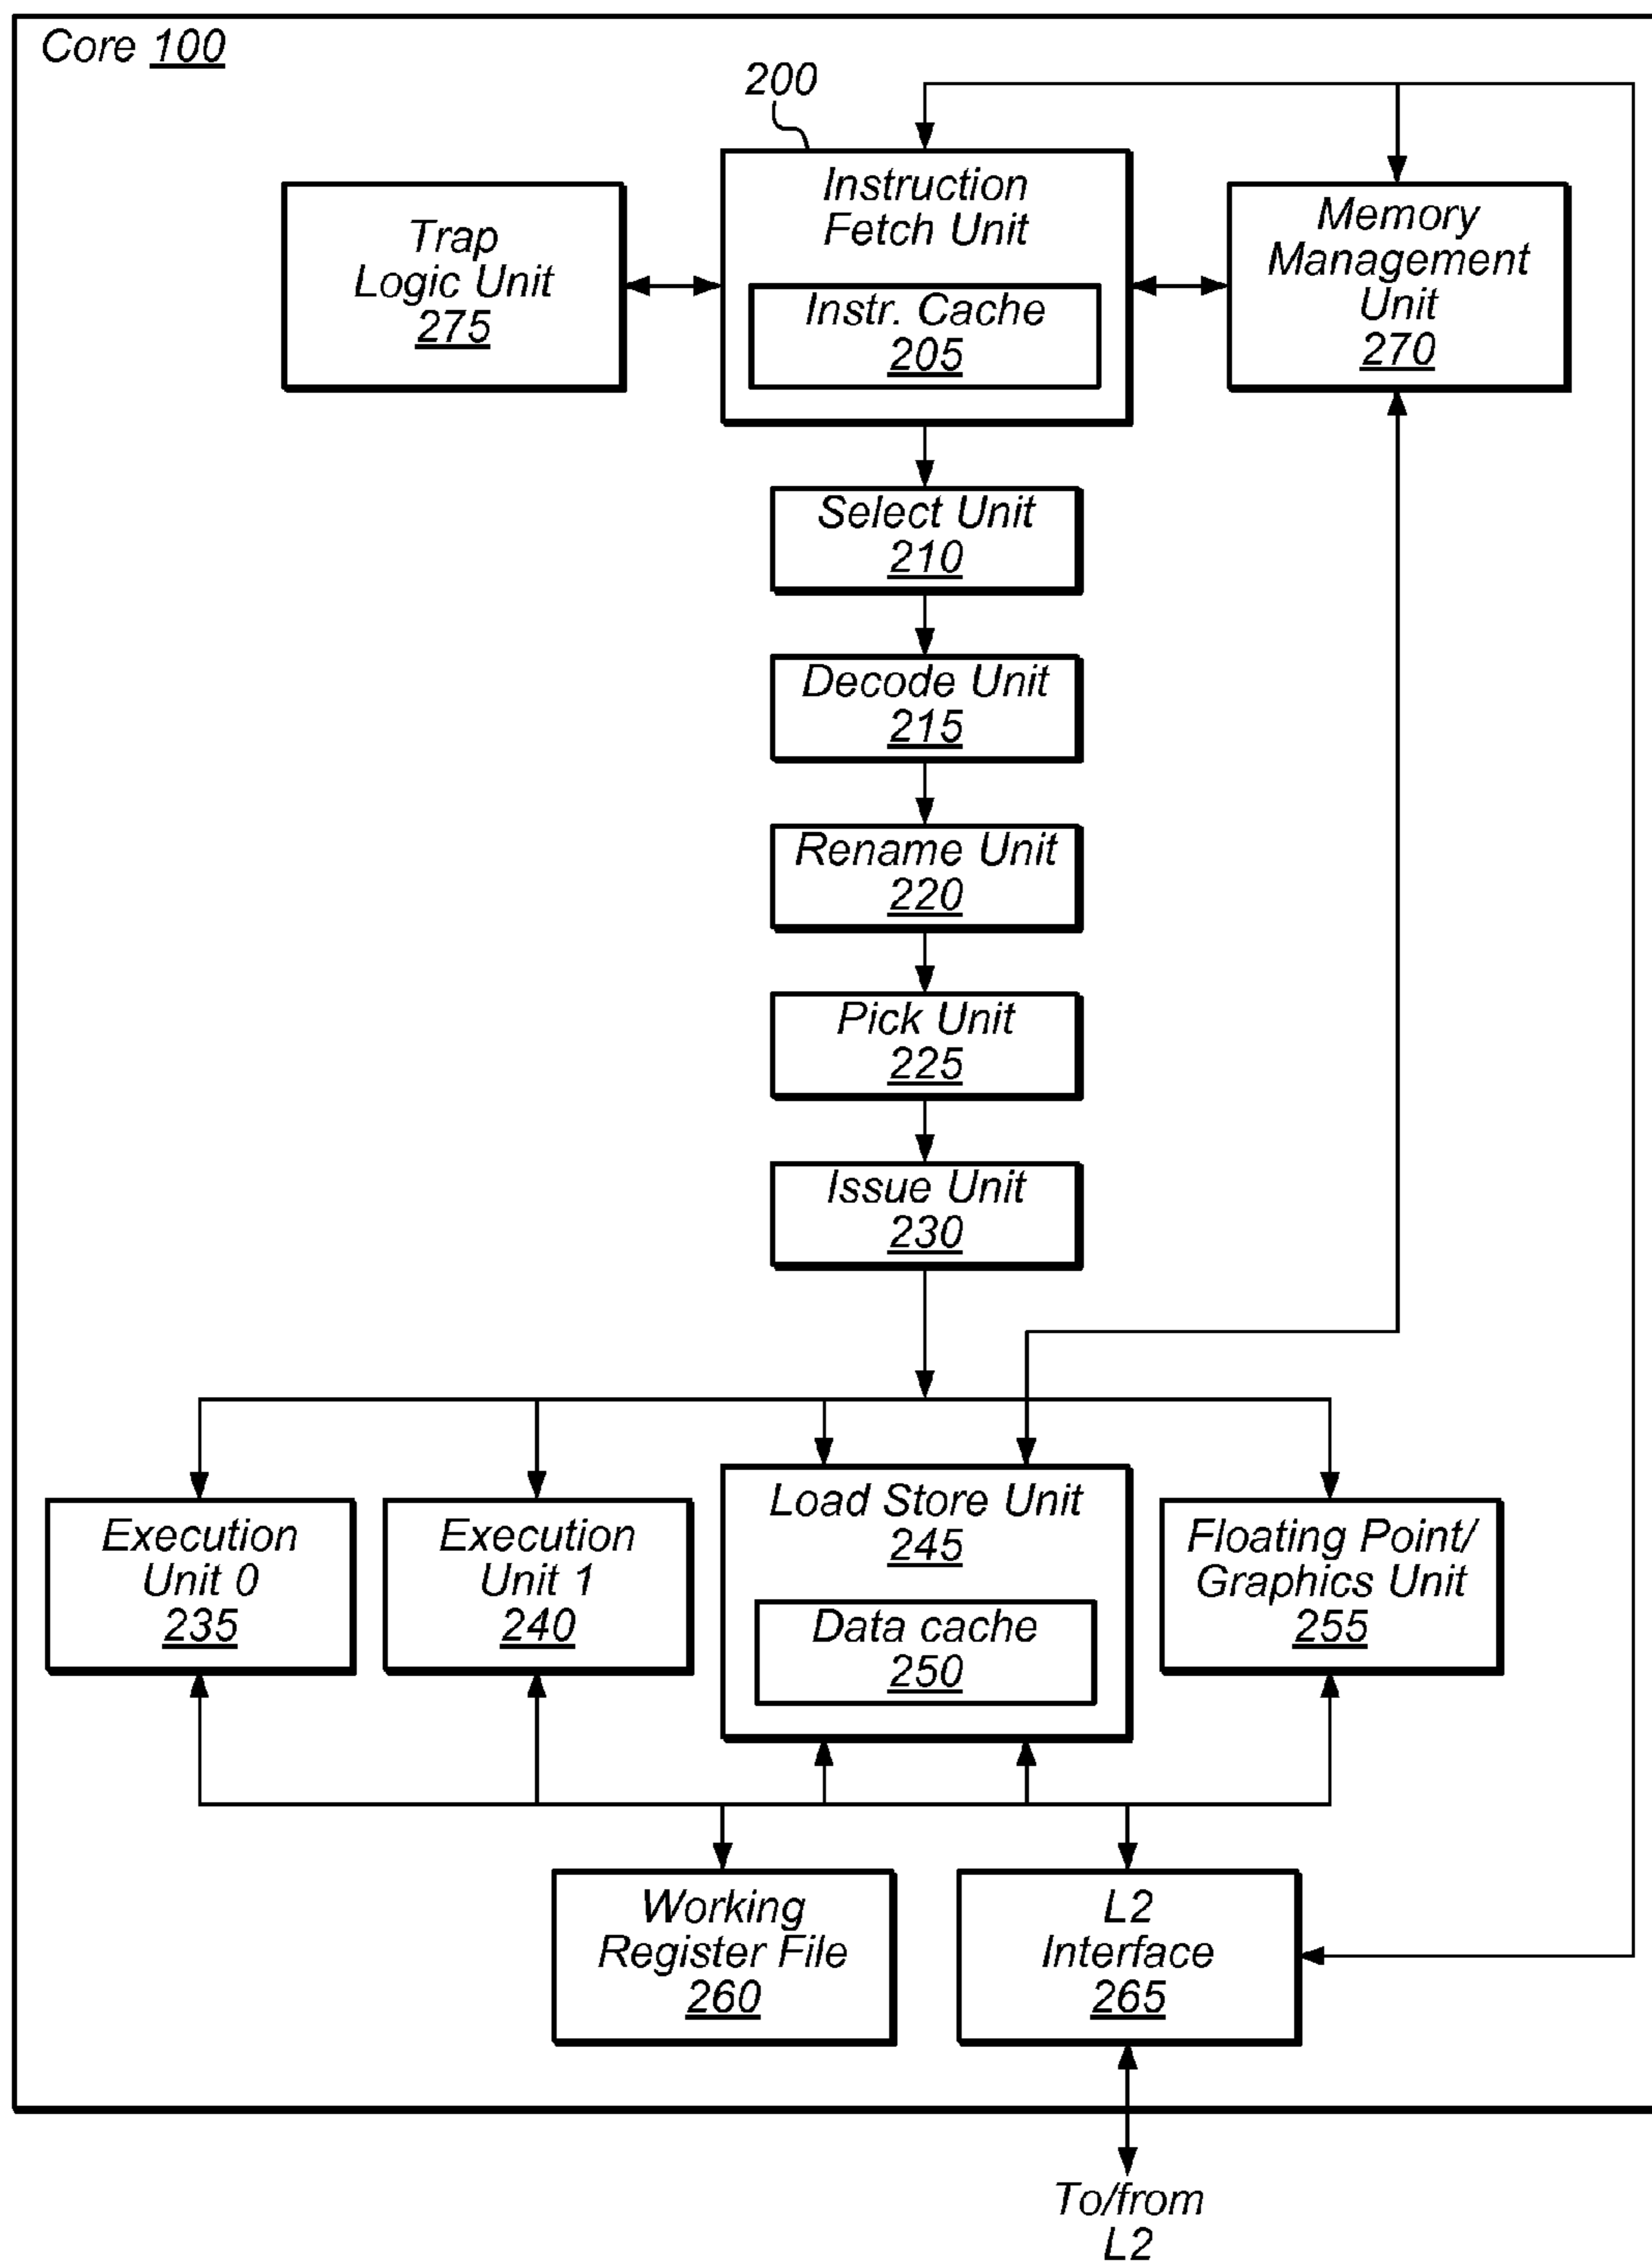 Core 100
200
Instruction
Fetch Unit
Instr. Cache
205
Trap
Logic Unit
275
Memory
Management
Unit
270
Select Unit
210
Decode Unit
215
Rename Unit
220
Pick Unit
225
Issue Unit
230
Execution
Unit 0
235
Execution
Unit 1
240
Load Store Unit
245
Data cache
250
Floating Point/
Graphics Unit
255
Working
Register File
260
L2
Interface
265
To/from
L2